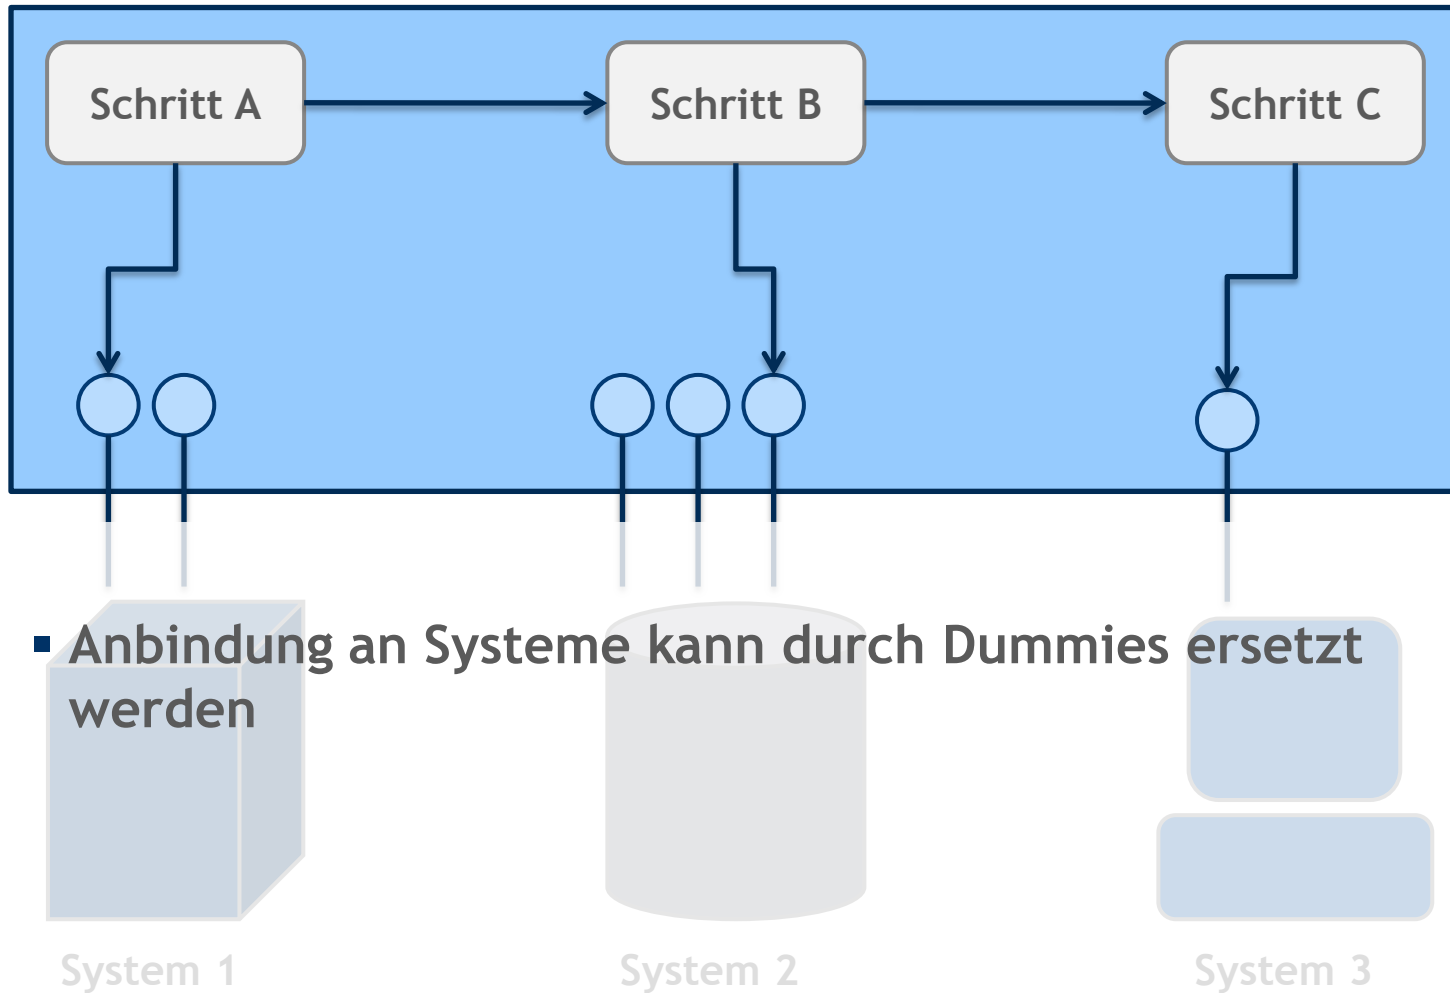 Schritt A
Schritt B
Schritt C
Anbindung an Systeme kann durch Dummies ersetzt
werden
System 1
System 2
System 3